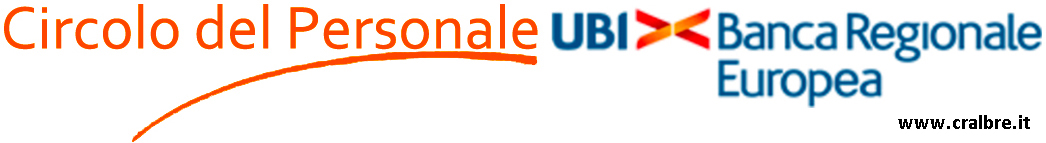 Circolo del Personale
UBI Banca Regionale
Europea
www.cralbre.it